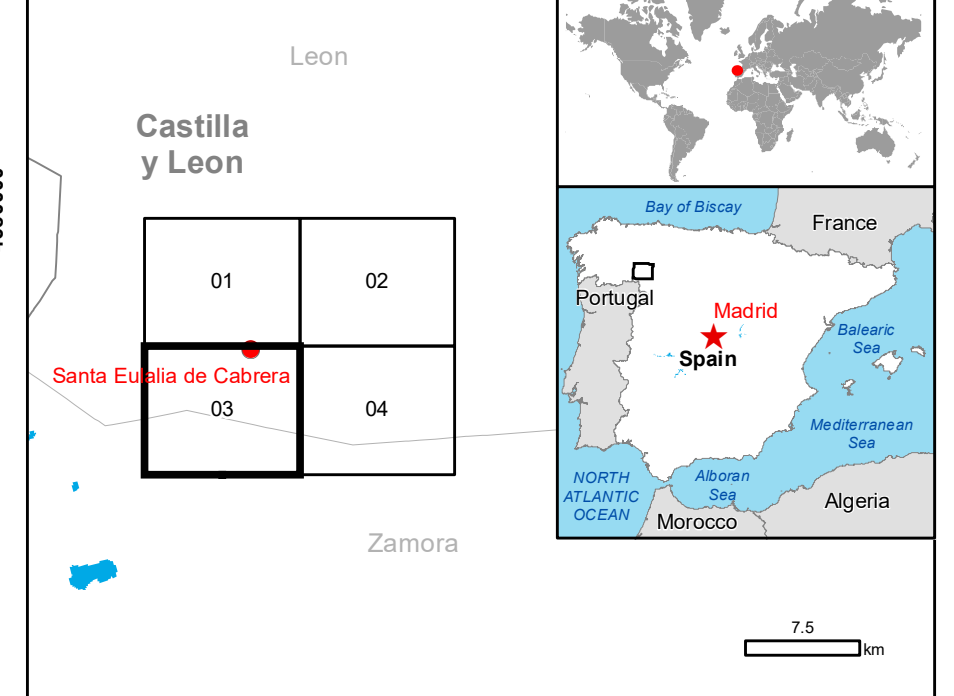 Leon
Castilla
y Leon
01
02
Santa Eulalia de Cabrera
03
04
Zamora
Bay of Biscay
France
Portugal
Madrid
Spain
Balearic
Sea
Mediterranean
Sea
NORTH
ATLANTIC
OCEAN
Alboran
Sea
Morocco
Algeria
7.5
km